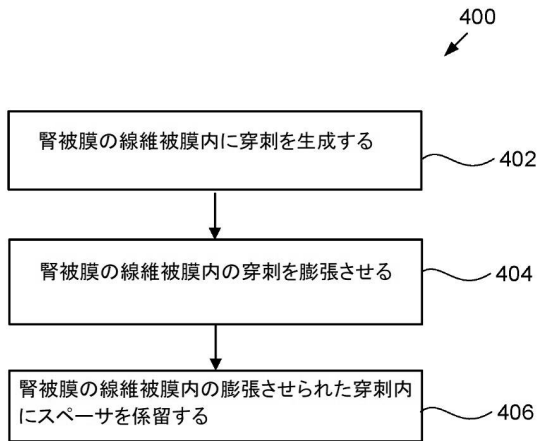 400
腎被膜の線維被膜内に穿刺を生成する
402
腎被膜の線維被膜内の穿刺を膨張させる
404
腎被膜の線維被膜内の膨張させられた穿刺内
にスペーサを係留する
406